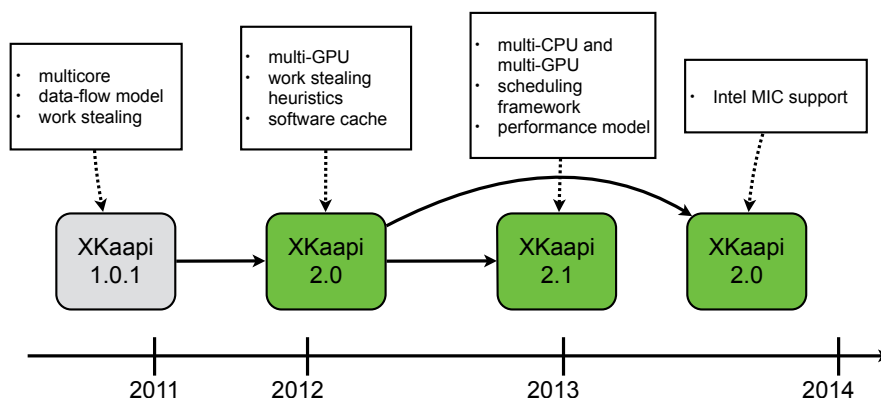 • multicore
• data-flow model
• work stealing
• multi-GPU
• work stealing
heuristics
• software cache
• multi-CPU and
multi-GPU
• scheduling
framework
• performance model
• Intel MIC support
XKaapi
1.0.1
XKaapi
2.0
XKaapi
2.1
XKaapi
2.0
2011
2012
2013
2014